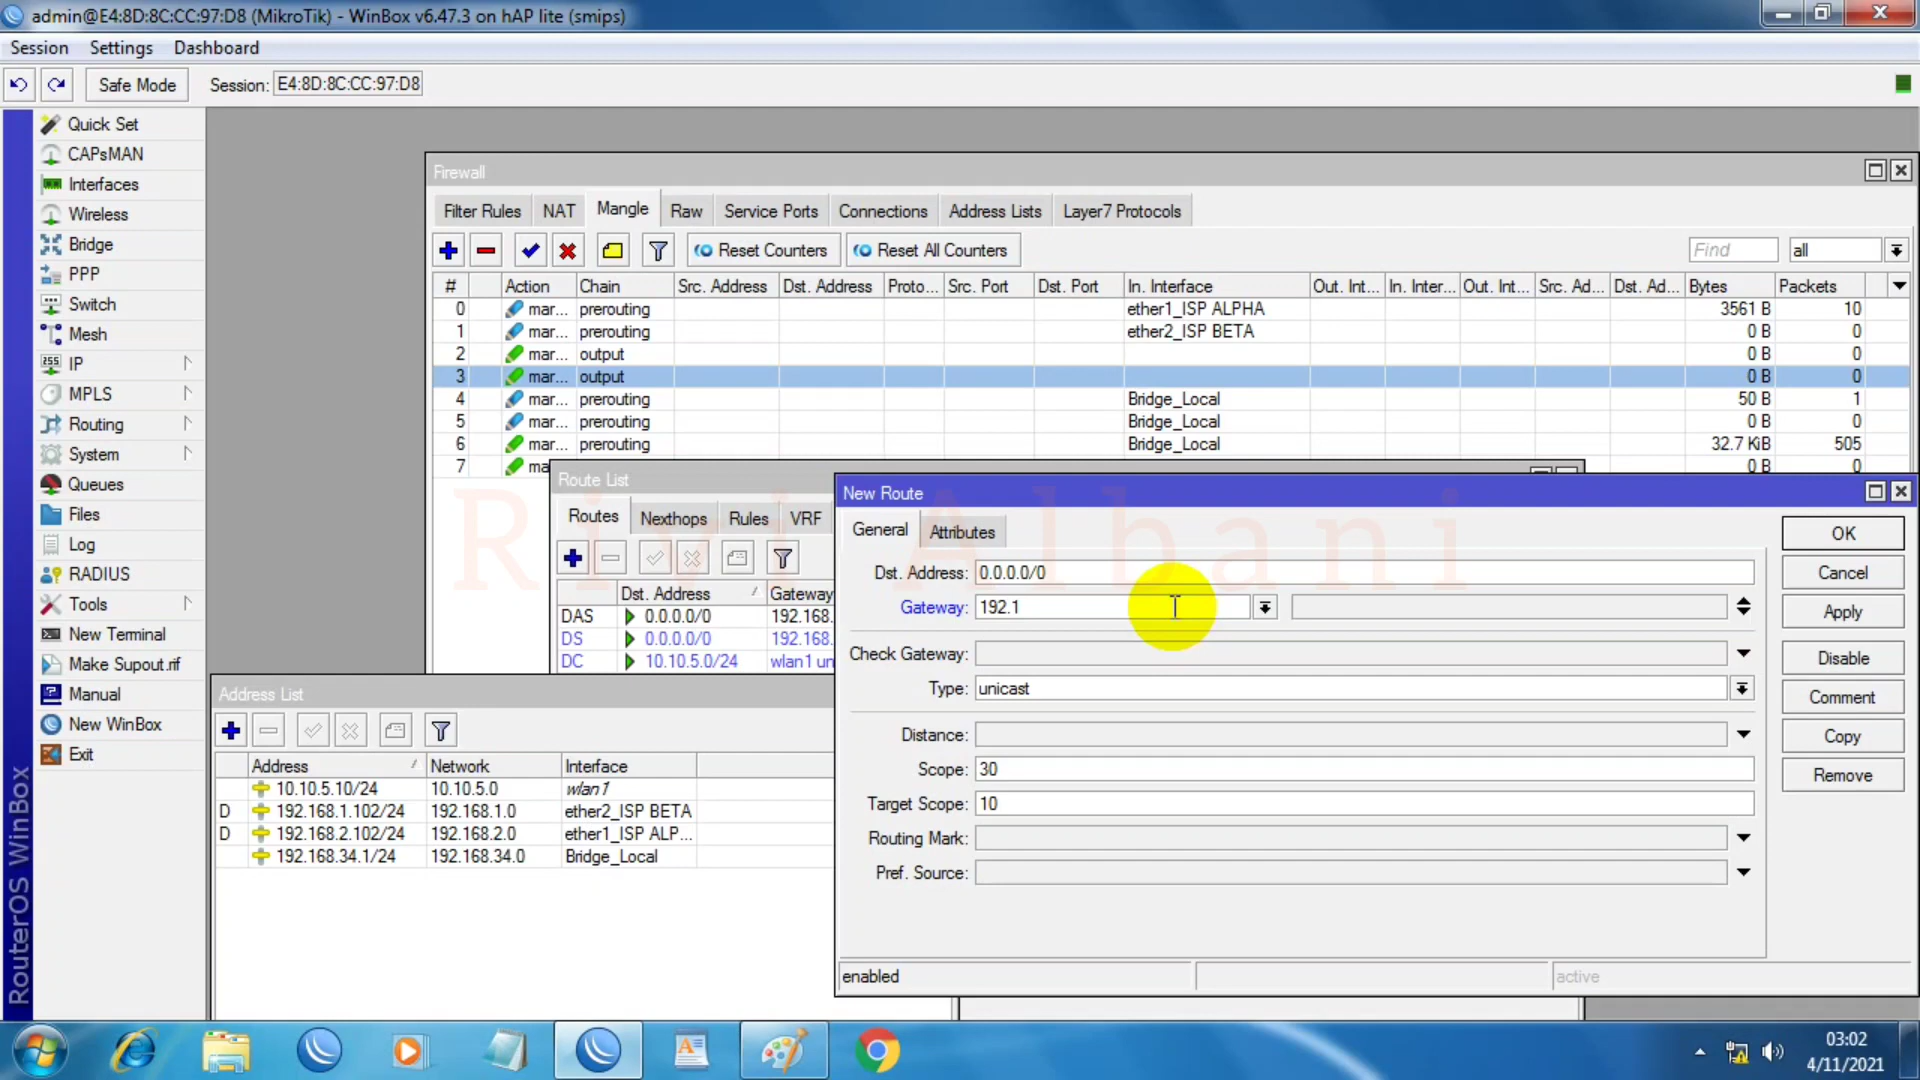 admin@E4:8D:8C:CC:97:D8 (MikroTik) - WinBox v6.47.3 on hAP lite (smips)
Session Settings Dashboard
Safe Mode Session: E4:8D:8C:CC:97:D8
Quick Set
CAPsMAN
Interfaces
Wireless
Bridge
PPP
Switch
Mesh
IP
MPLS
Routing
System
Queues
Files
Log
RADIUS
Tools
New Terminal
Make Supout.rif
Manual
New WinBox
Exit
RouterOS WinBox
Firewall
Filter Rules NAT Mangle Raw Service Ports Connections Address Lists Layer7 Protocols
Reset Counters Reset All Counters Find all
# Action Chain Src. Address Dst. Address Proto... Src. Port Dst. Port In. Interface Out. Int... In. Inter... Out. Int... Src. Ad... Dst. Ad... Bytes Packets
0 mar... prerouting ether1_ISP ALPHA 3561 B 10
1 mar... prerouting ether2_ISP BETA 0 B 0
2 mar... output 0 B 0
3 mar... output 0 B 0
4 mar... prerouting Bridge_Local 50 B 1
5 mar... prerouting Bridge_Local 0 B 0
6 mar... prerouting Bridge_Local 32.7 KiB 505
7 ma 0 B 0
Route List
Routes Nexthops Rules VRF
Dst. Address Gateway
DAS 0.0.0.0/0 192.168.
DS 0.0.0.0/0 192.168.
DC 10.10.5.0/24 wlan1 un
Address List
Address Network Interface
10.10.5.10/24 10.10.5.0 wlan1
D 192.168.1.102/24 192.168.1.0 ether2_ISP BETA
D 192.168.2.102/24 192.168.2.0 ether1_ISP ALP...
192.168.34.1/24 192.168.34.0 Bridge_Local
New Route
General Attributes
Dst. Address: 0.0.0.0/0
Gateway: 192.1
Check Gateway:
Type: unicast
Distance:
Scope: 30
Target Scope: 10
Routing Mark:
Pref. Source:
enabled active
OK
Cancel
Apply
Disable
Comment
Copy
Remove
Rivi Albani
03:02
4/11/2021